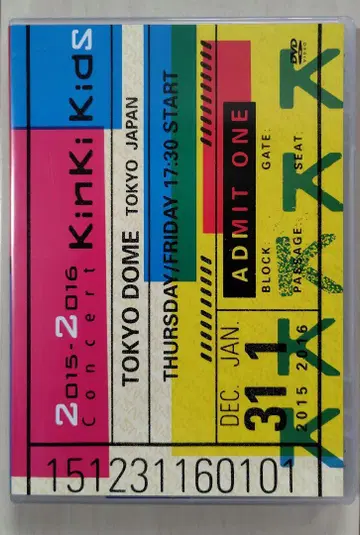 2015-2016
Concert KinKi Kids
TOKYO DOME TOKYO JAPAN
THURSDAY/FRIDAY 17:30 START
ADMIT ONE
BLOCK: GATE:
PASSAGE: SEAT:
DEC. JAN.
31 1
2015 2016
DVD
VIDEO
K
K
K
K
K
151231160101